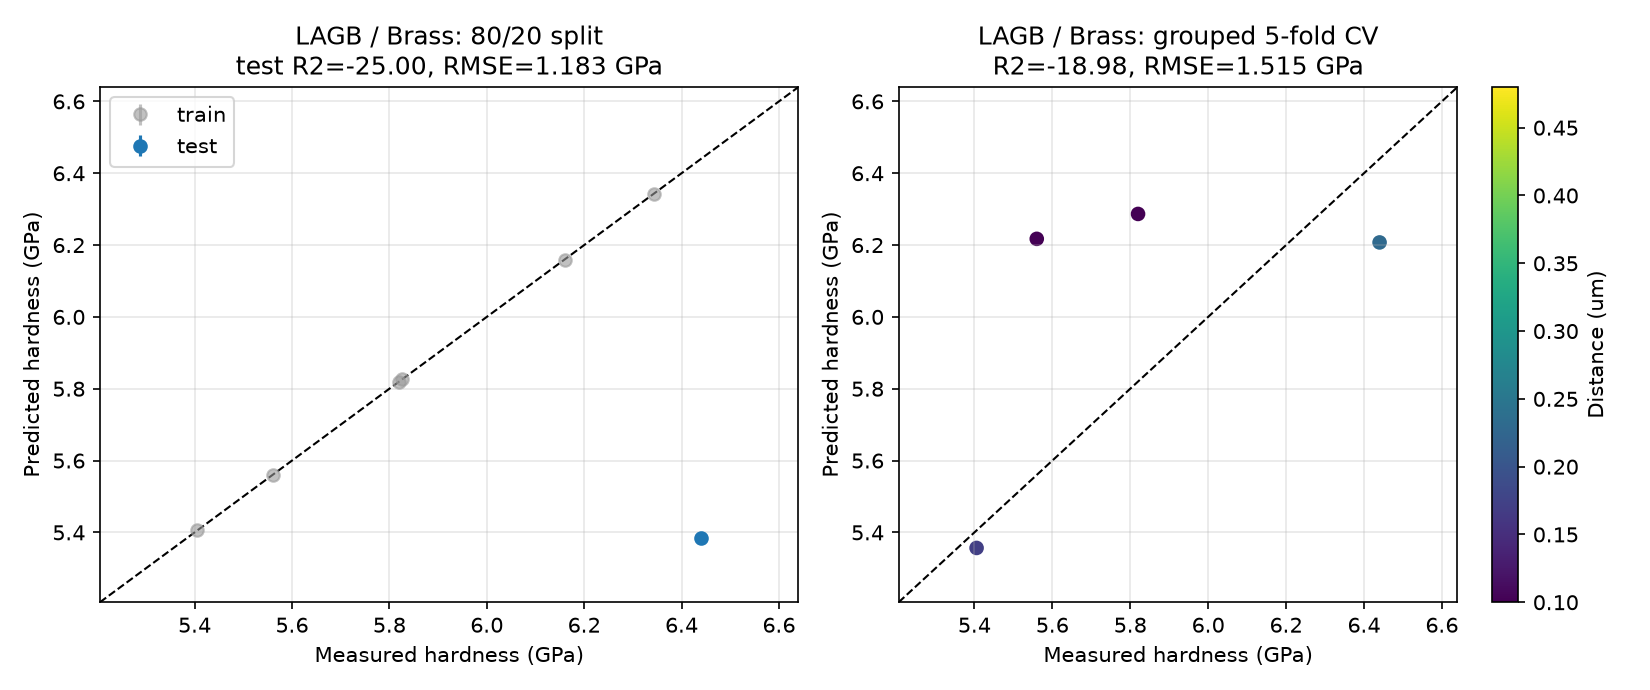 LAGB / Brass: 80/20 split
test R2=-25.00, RMSE=1.183 GPa
train
test
6.6
6.4
6.2
6.0
5.8
5.6
5.4
Predicted hardness (GPa)
5.4 5.6 5.8 6.0 6.2 6.4 6.6
Measured hardness (GPa)
LAGB / Brass: grouped 5-fold CV
R2=-18.98, RMSE=1.515 GPa
6.6
6.4
6.2
6.0
5.8
5.6
5.4
Predicted hardness (GPa)
5.4 5.6 5.8 6.0 6.2 6.4 6.6
Measured hardness (GPa)
0.45
0.40
0.35
0.30
0.25
0.20
0.15
0.10
Distance (um)